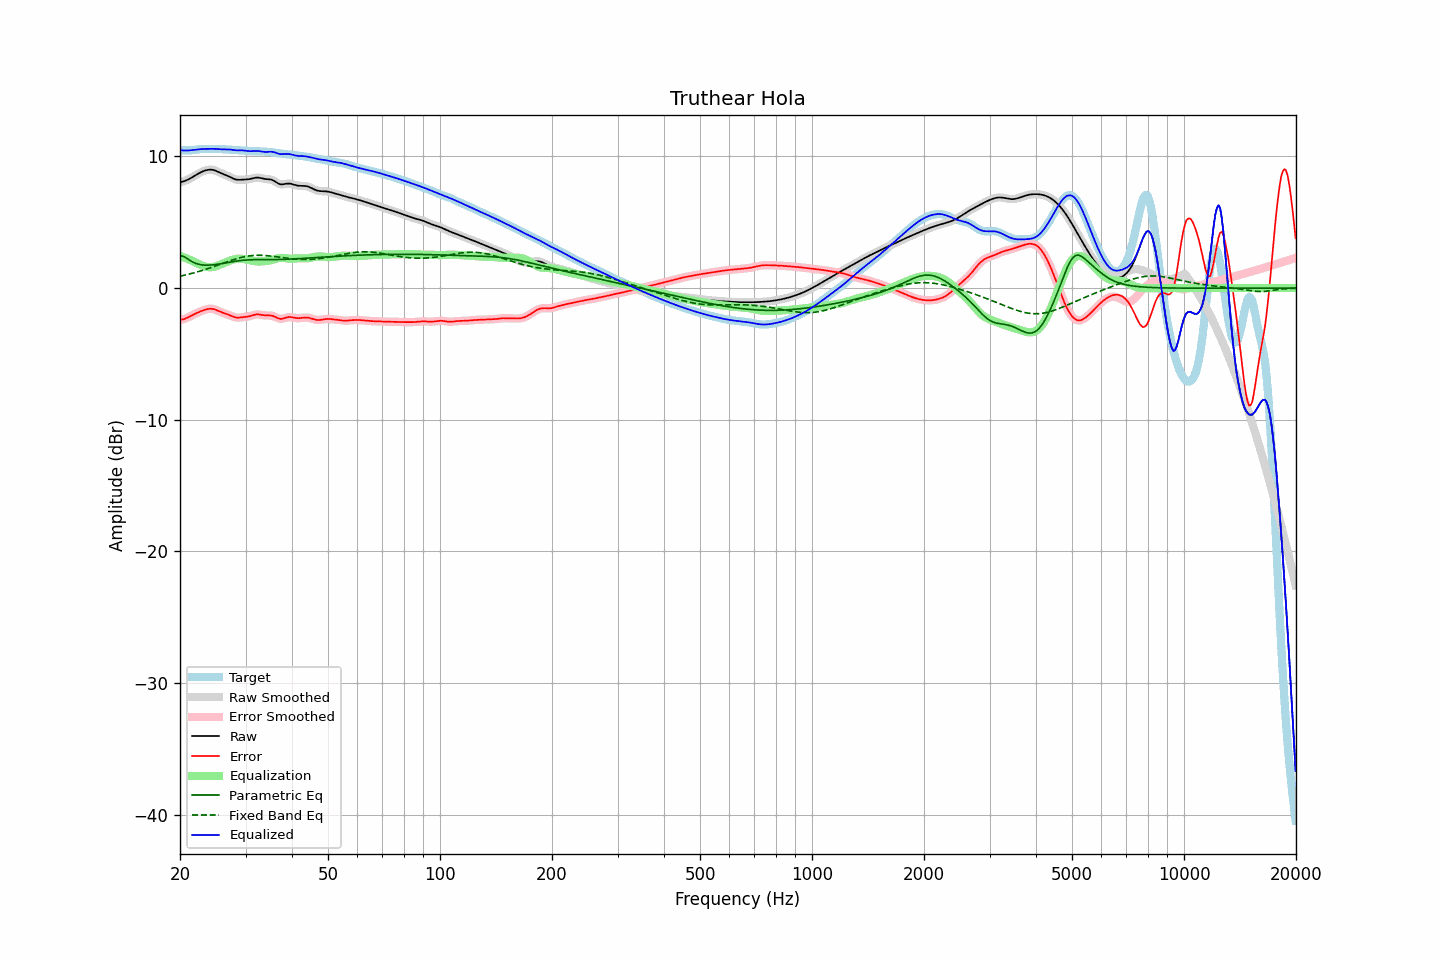 Truthear Hola
Amplitude (dBr)
10
0
−10
−20
−30
−40
Target
Raw Smoothed
Error Smoothed
Raw
Error
Equalization
Parametric Eq
Fixed Band Eq
Equalized
20 50 100 200 500 1000 2000 5000 10000 20000
Frequency (Hz)